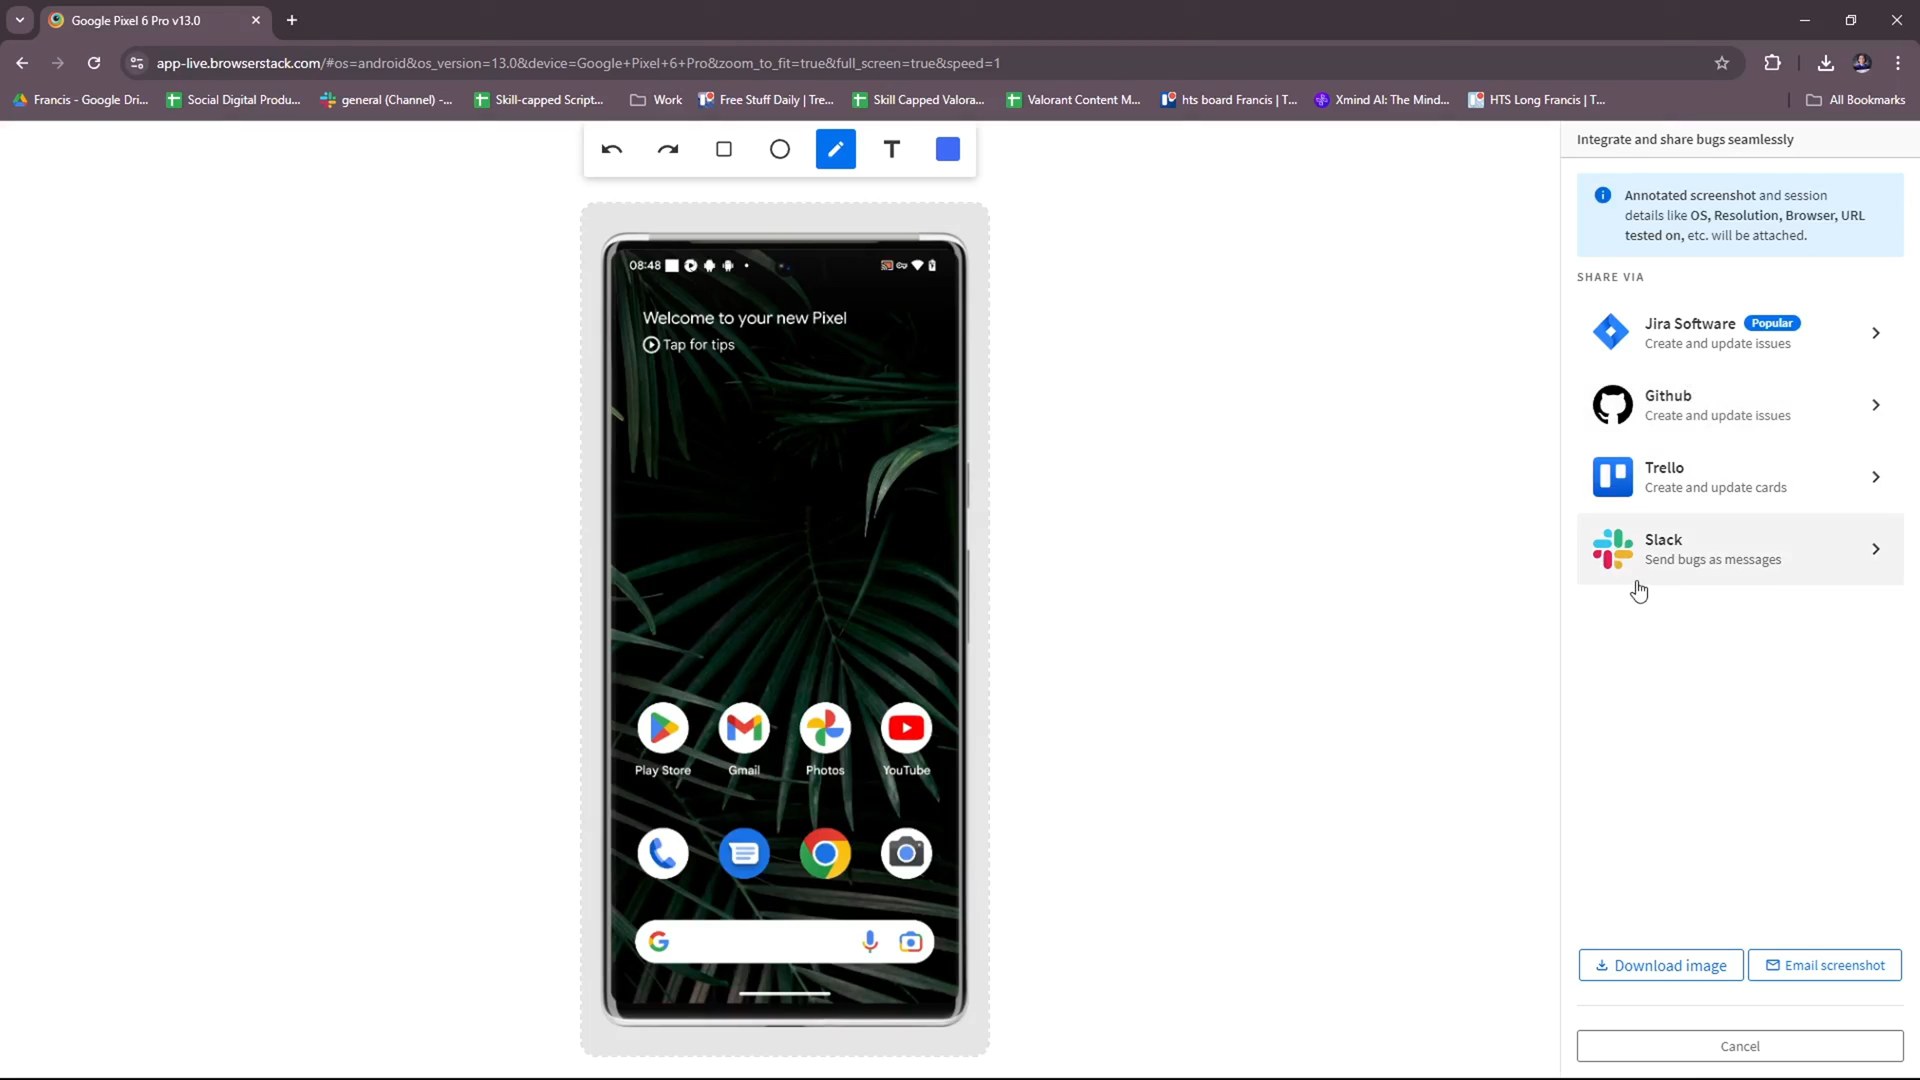 Google Pixel 6 Pro v13.0
app-live.browserstack.com/#os=android&os_version=13.0&device=Google+Pixel+6+Pro&zoom_to_fit=true&full_screen=true&speed=1
Francis - Google Dri...
Social Digital Produ...
general (Channel) -...
Skill-capped Script...
Work
Free Stuff Daily | Tre...
Skill Capped Valora...
Valorant Content M...
hts board Francis | T...
Xmind AI: The Mind...
HTS Long Francis | T...
All Bookmarks
T
Integrate and share bugs seamlessly
Annotated screenshot and session
details like OS, Resolution, Browser, URL
tested on, etc. will be attached.
SHARE VIA
Jira Software Popular
Create and update issues
Github
Create and update issues
Trello
Create and update cards
Slack
Send bugs as messages
08:48
Welcome to your new Pixel
Tap for tips
Play Store
Gmail
Photos
YouTube
Download image
Email screenshot
Cancel